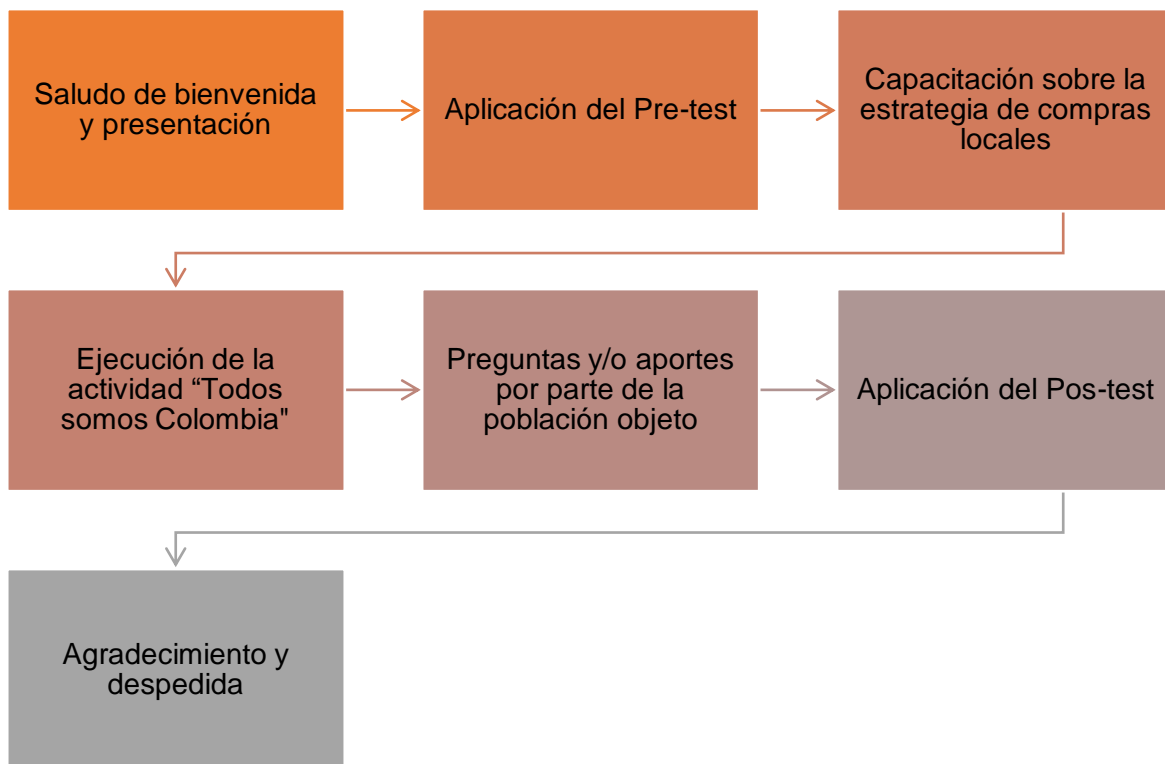 Saludo de bienvenida
y presentación
Aplicación del Pre-test
Capacitación sobre la
estrategia de compras
locales
Ejecución de la
actividad “Todos
somos Colombia"
Preguntas y/o aportes
por parte de la
población objeto
Aplicación del Pos-test
Agradecimiento y
despedida